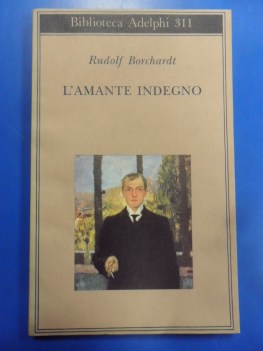 Biblioteca Adelphi 311
Rudolf Borchardt
L'AMANTE INDEGNO